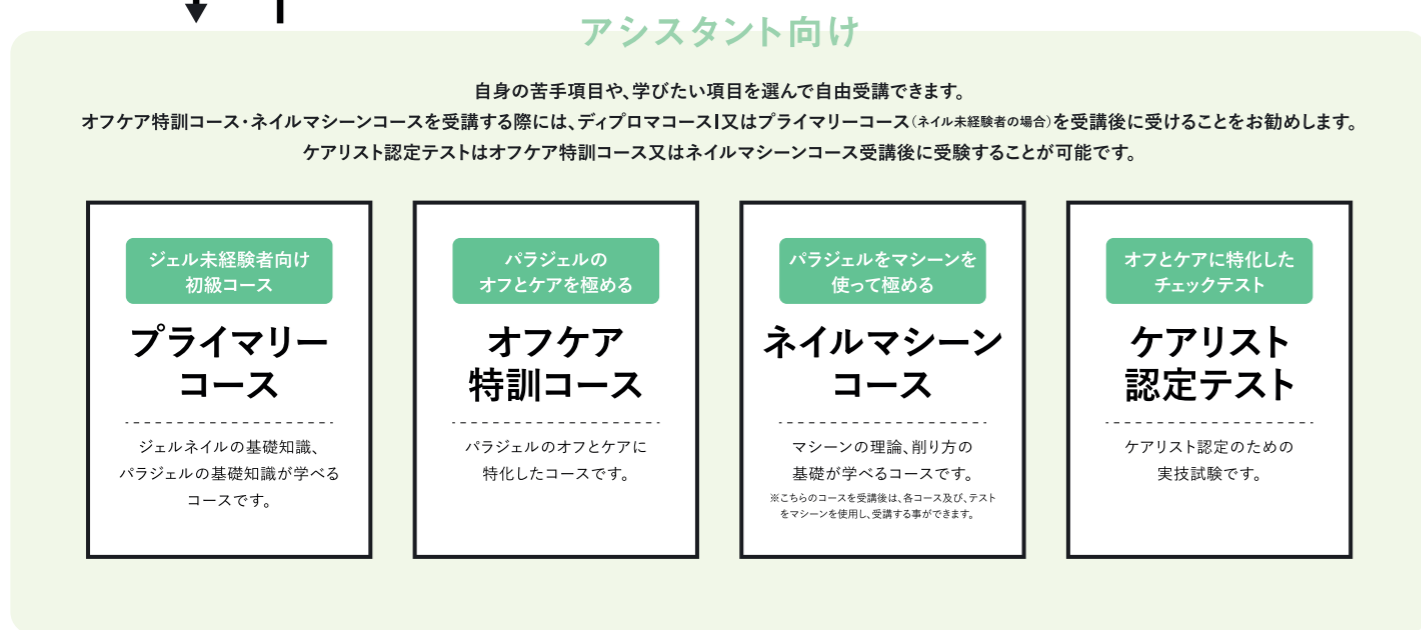 アシスタント向け
自身の苦手項目や、学びたい項目を選んで自由受講できます。
オフケア特訓コース・ネイルマシーンコースを受講する際には、ディプロマコースI又はプライマリーコース(ネイル未経験者の場合)を受講後に受けることをお勧めします。
ケアリスト認定テストはオフケア特訓コース又はネイルマシーンコース受講後に受験することが可能です。
ジェル未経験者向け
初級コース
プライマリー
コース
ジェルネイルの基礎知識、
パラジェルの基礎知識が学べる
コースです。
パラジェルの
オフとケアを極める
オフケア
特訓コース
パラジェルのオフとケアに
特化したコースです。
パラジェルをマシーンを
使って極める
ネイルマシーン
コース
マシーンの理論、削り方の
基礎が学べるコースです。
※こちらのコースを受講後は、各コース及び、テスト
をマシーンを使用し、受講する事ができます。
オフとケアに特化した
チェックテスト
ケアリスト
認定テスト
ケアリスト認定のための
実技試験です。